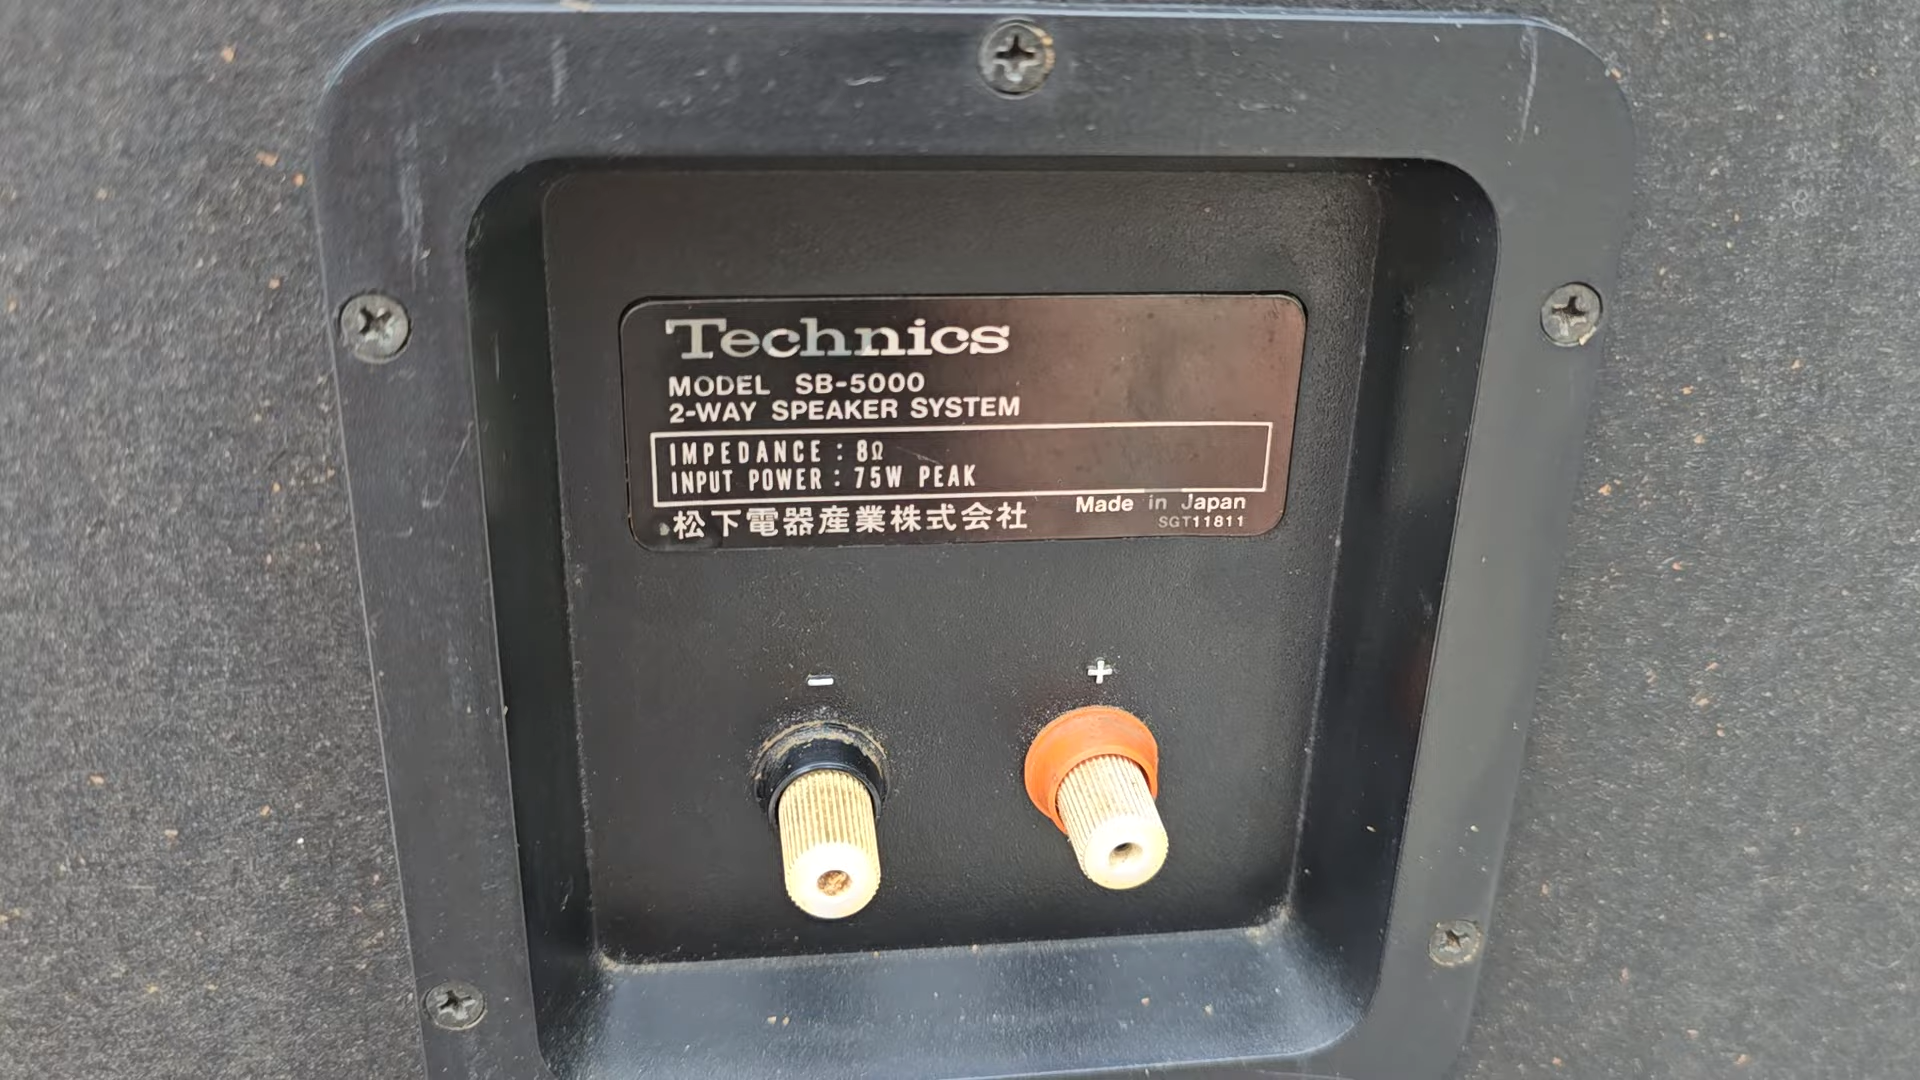 Technics
MODEL SB-5000
2-WAY SPEAKER SYSTEM
IMPEDANCE : 8Ω
INPUT POWER : 75W PEAK
松下電器産業株式会社 Made in Japan
SGT11811
- +